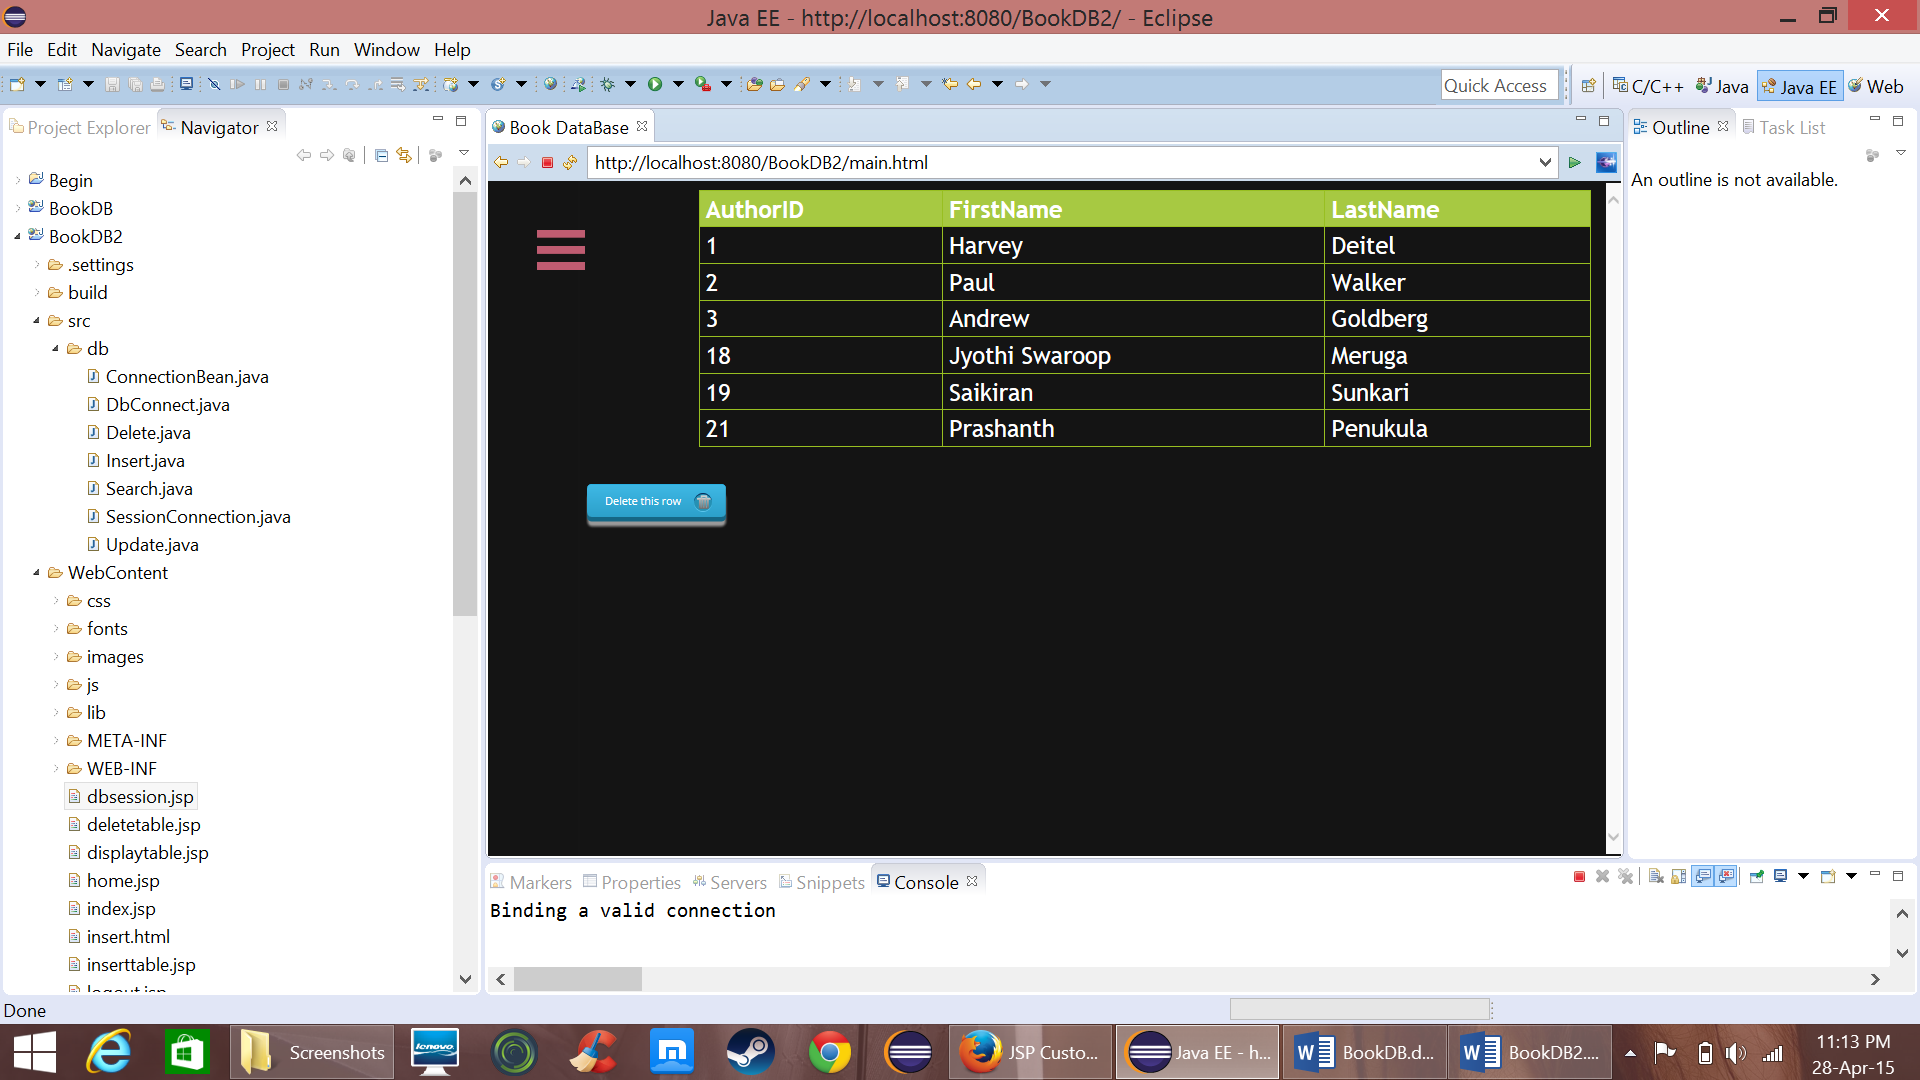 Java EE - http://localhost:8080/BookDB2/ - Eclipse
File Edit Navigate Search Project Run Window Help
Quick Access C/C++ Java Java EE Web
Project Explorer Navigator
Begin
BookDB
BookDB2
.settings
build
src
db
ConnectionBean.java
DbConnect.java
Delete.java
Insert.java
Search.java
SessionConnection.java
Update.java
WebContent
css
fonts
images
js
lib
META-INF
WEB-INF
dbsession.jsp
deletetable.jsp
displaytable.jsp
home.jsp
index.jsp
insert.html
inserttable.jsp
logout.jsp
Book DataBase
http://localhost:8080/BookDB2/main.html
AuthorID FirstName LastName
1 Harvey Deitel
2 Paul Walker
3 Andrew Goldberg
18 Jyothi Swaroop Meruga
19 Saikiran Sunkari
21 Prashanth Penukula
Delete this row
Outline Task List
An outline is not available.
Markers Properties Servers Snippets Console
Binding a valid connection
Done
Screenshots
lenovo
JSP Custo...
Java EE - h...
BookDB.d...
BookDB2....
11:13 PM
28-Apr-15